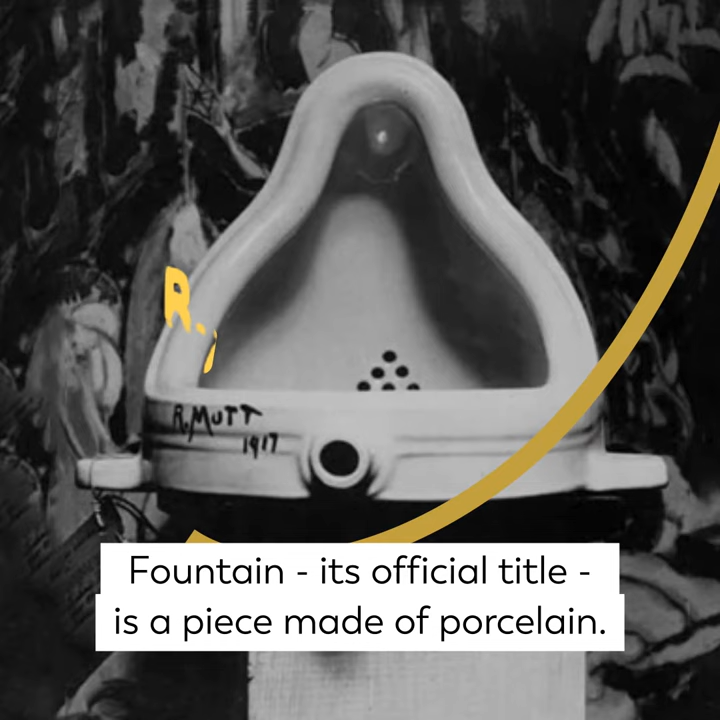 R.
R. MUTT
1917
Fountain - its official title -
is a piece made of porcelain.